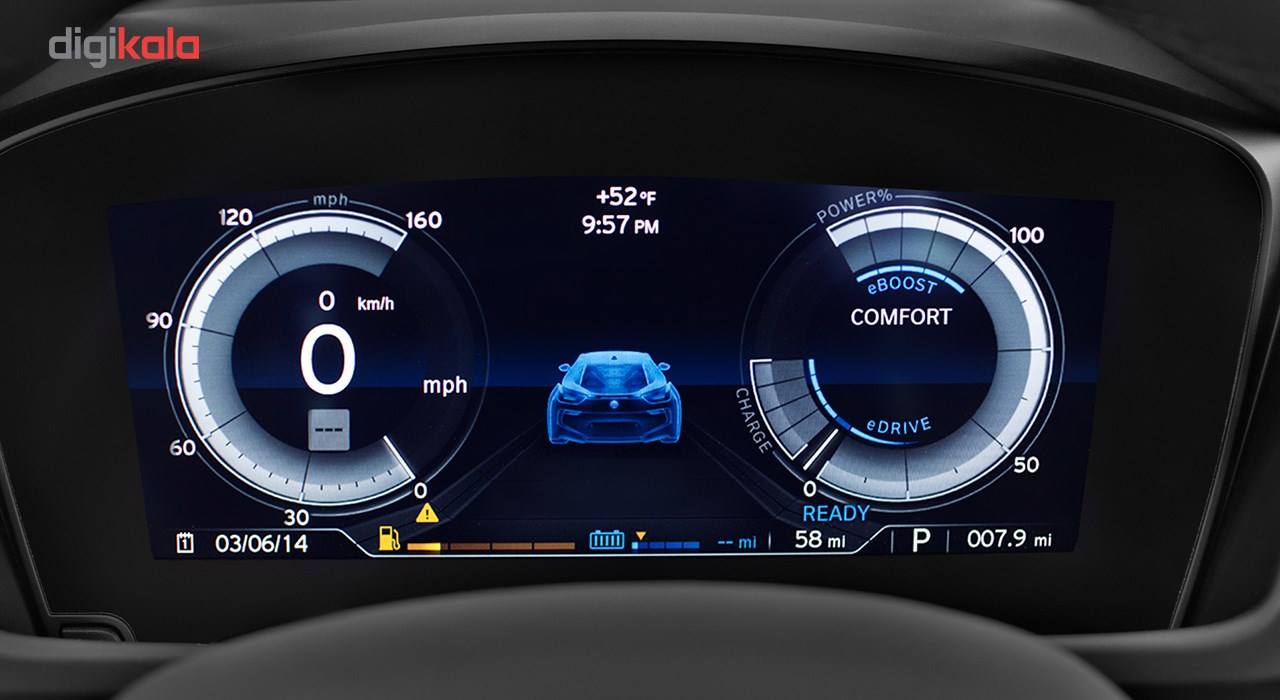 digikala
+52°F
9:57 PM
mph
120
160
90
60
30
0
0 km/h
0
mph
---
POWER%
100
eBOOST
COMFORT
CHARGE
eDRIVE
50
0
READY
03/06/14
-- mi
58 mi
P
007.9 mi